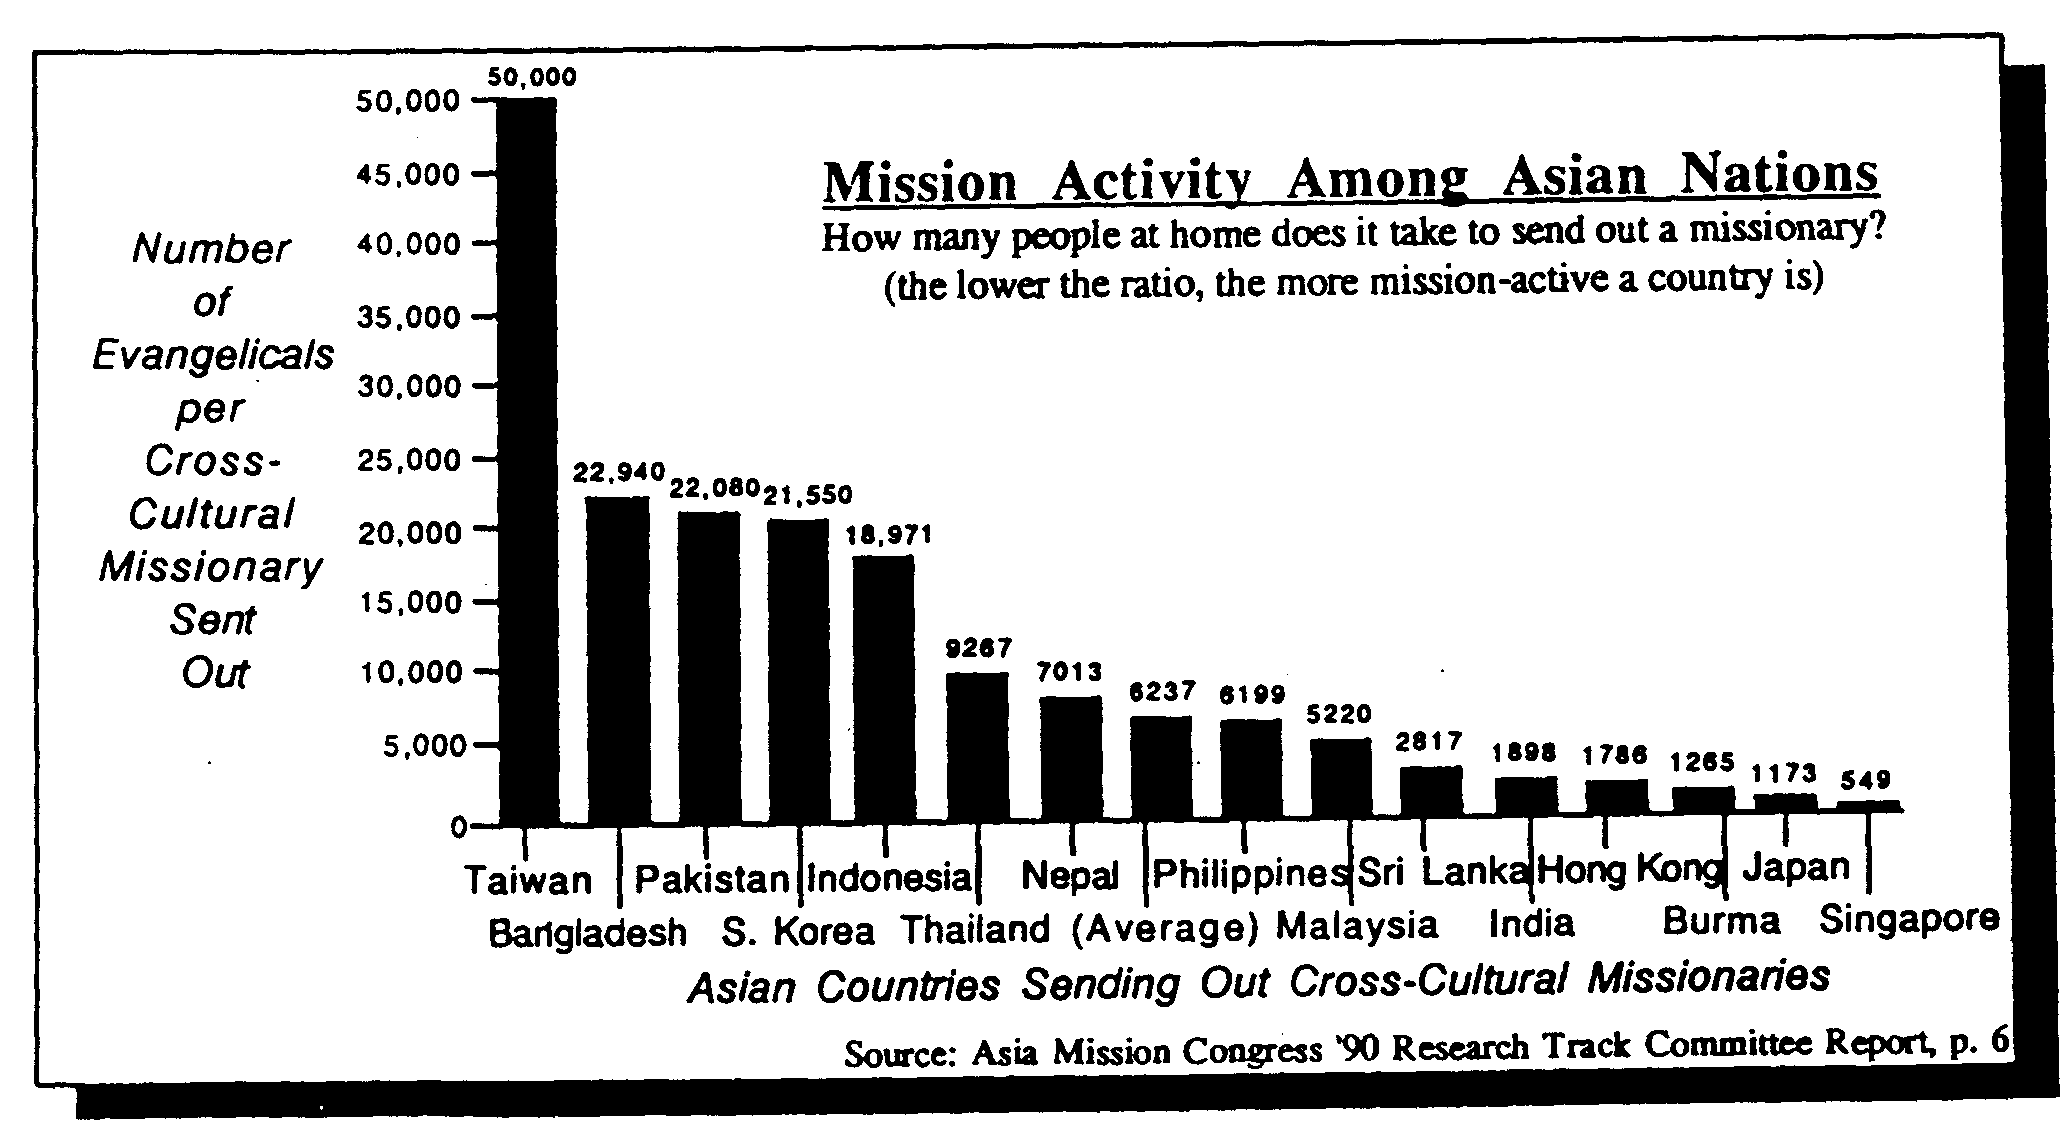 Mission Activity Among Asian Nations
How many people at home does it take to send out a missionary?
(the lower the ratio, the more mission-active a country is)
Number
of
Evangelicals
per
Cross-
Cultural
Missionary
Sent
Out
50,000
45,000
40,000
35,000
30,000
25,000
20,000
15,000
10,000
5,000
0
50,000
22,940
22,080
21,550
18,971
9267
7013
6237
6199
5220
2817
1898
1786
1265
1173
549
Taiwan Pakistan Indonesia Nepal Philippines Sri Lanka Hong Kong Japan
Bangladesh S. Korea Thailand (Average) Malaysia India Burma Singapore
Asian Countries Sending Out Cross-Cultural Missionaries
Source: Asia Mission Congress '90 Research Track Committee Report, p. 6